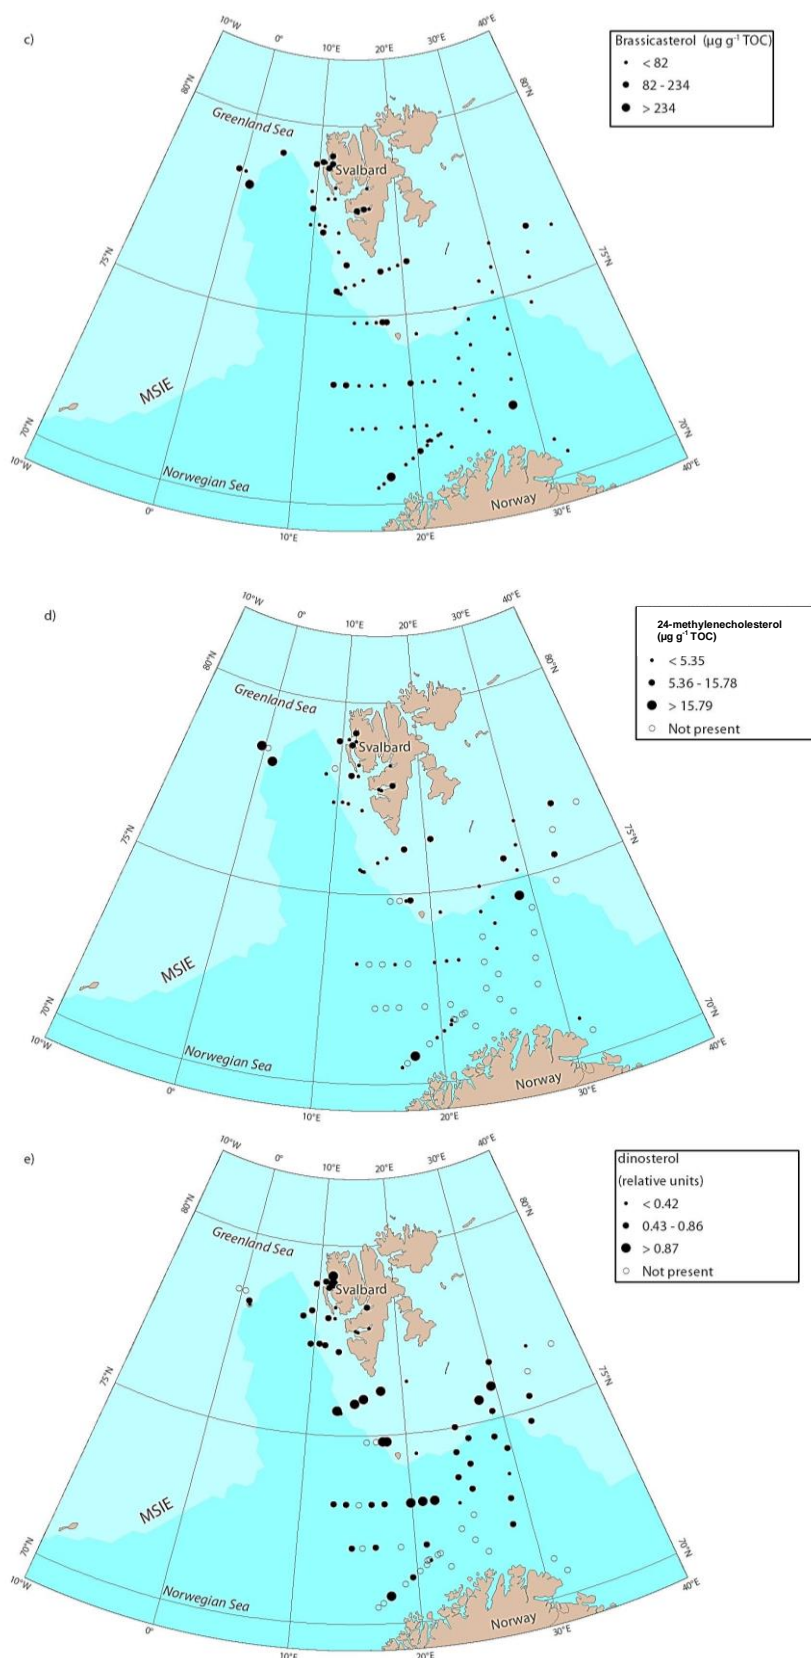 c)
10°W
0°
10°E
20°E
30°E
40°E
Brassicasterol (µg g-1 TOC)
< 82
82 - 234
> 234
80°N
80°N
Greenland Sea
Svalbard
75°N
75°N
MSIE
70°N
70°N
10°W
40°E
Norwegian Sea
Norway
0°
10°E
20°E
30°E
d)
10°W
0°
10°E
20°E
30°E
40°E
24-methylenecholesterol
(µg g-1 TOC)
< 5.35
5.36 - 15.78
> 15.79
Not present
80°N
80°N
Greenland Sea
Svalbard
75°N
75°N
MSIE
70°N
70°N
10°W
40°E
Norwegian Sea
Norway
0°
10°E
20°E
30°E
e)
10°W
0°
10°E
20°E
30°E
40°E
dinosterol
(relative units)
< 0.42
0.43 - 0.86
> 0.87
Not present
80°N
80°N
Greenland Sea
Svalbard
75°N
75°N
MSIE
70°N
70°N
10°W
40°E
Norwegian Sea
Norway
0°
10°E
20°E
30°E